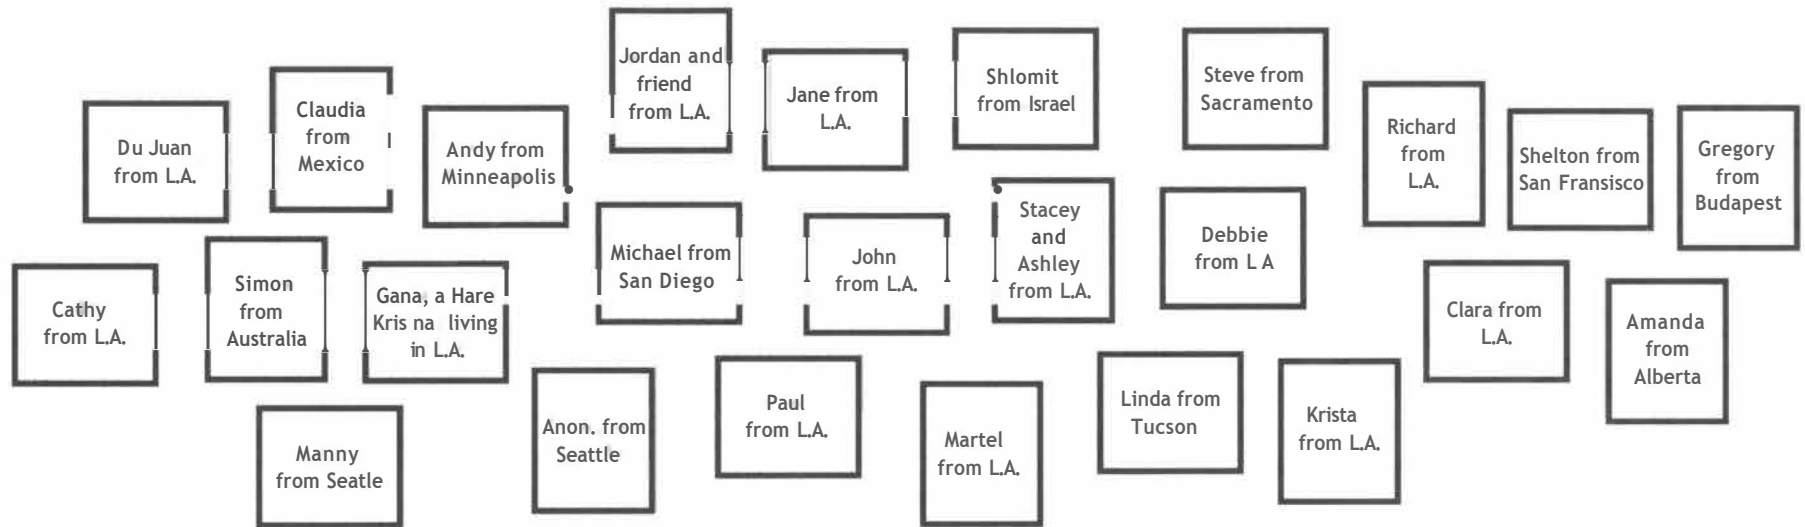 Jordan and
friend
from L.A.
Jane from
L.A.
Shlomit
from Israel
Steve from
Sacramento
Du Juan
from L.A.
Claudia
from
Mexico
Andy from
Minneapolis
Richard
from
L.A.
Shelton from
San Fransisco
Gregory
from
Budapest
Michael from
San Diego
John
from L.A.
Stacey
and
Ashley
from L.A.
Debbie
from L A
Cathy
from L.A.
Simon
from
Australia
Gana, a Hare
Kris na living
in L.A.
Clara from
L.A.
Amanda
from
Alberta
Manny
from Seatle
Anon. from
Seattle
Paul
from L.A.
Martel
from L.A.
Linda from
Tucson
Krista
from L.A.